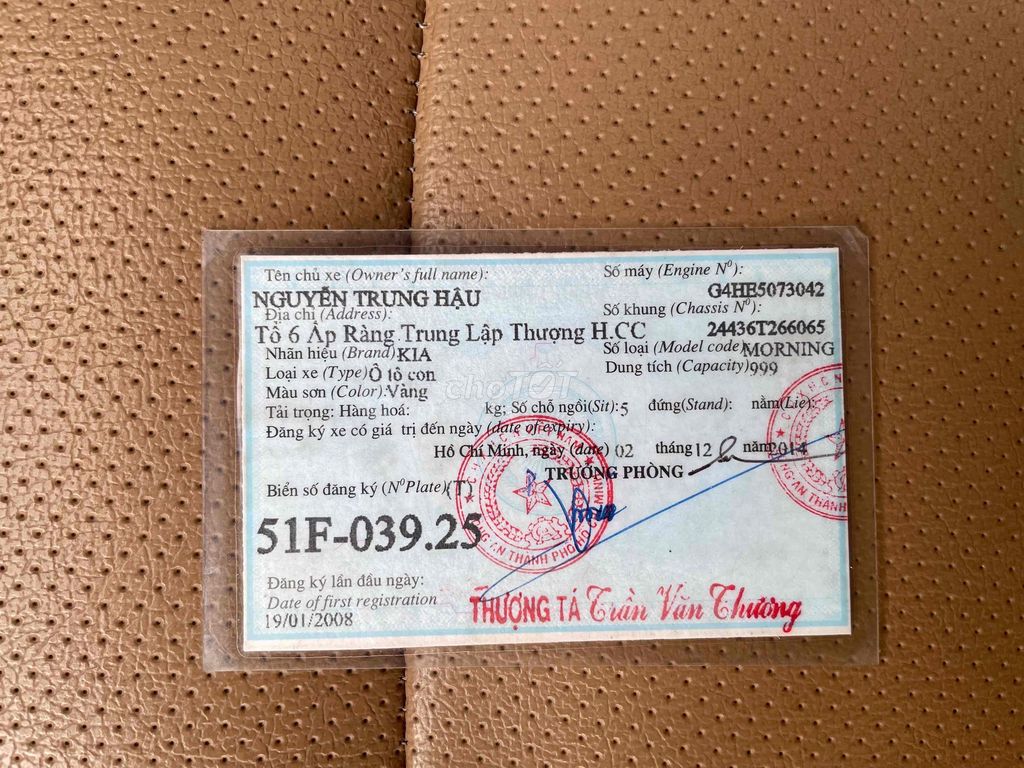 Tên chủ xe (Owner's full name):
NGUYỄN TRUNG HẬU
Địa chỉ (Address):
Tổ 6 Ấp Ràng Trung Lập Thượng H.CC
Nhãn hiệu (Brand) KIA
Loại xe (Type) Ô tô con
Màu sơn (Color): Vàng
Số máy (Engine N⁰):
G4HE5073042
Số khung (Chassis N⁰):
24436T266065
Số loại (Model code) MORNING
Dung tích (Capacity) 999
Tải trọng: Hàng hoá: kg; Số chỗ ngồi(Sit): 5 đứng(Stand): nằm(Lie):
Đăng ký xe có giá trị đến ngày (date of expiry):
Hồ Chí Minh, ngày (date) 02 tháng 12 năm 2014
TRƯỞNG PHÒNG
Biển số đăng ký (N⁰Plate) (T)
51F-039.25
Đăng ký lần đầu ngày:
Date of first registration
19/01/2008
THƯỢNG TÁ Trần Văn Thương
choTỐT